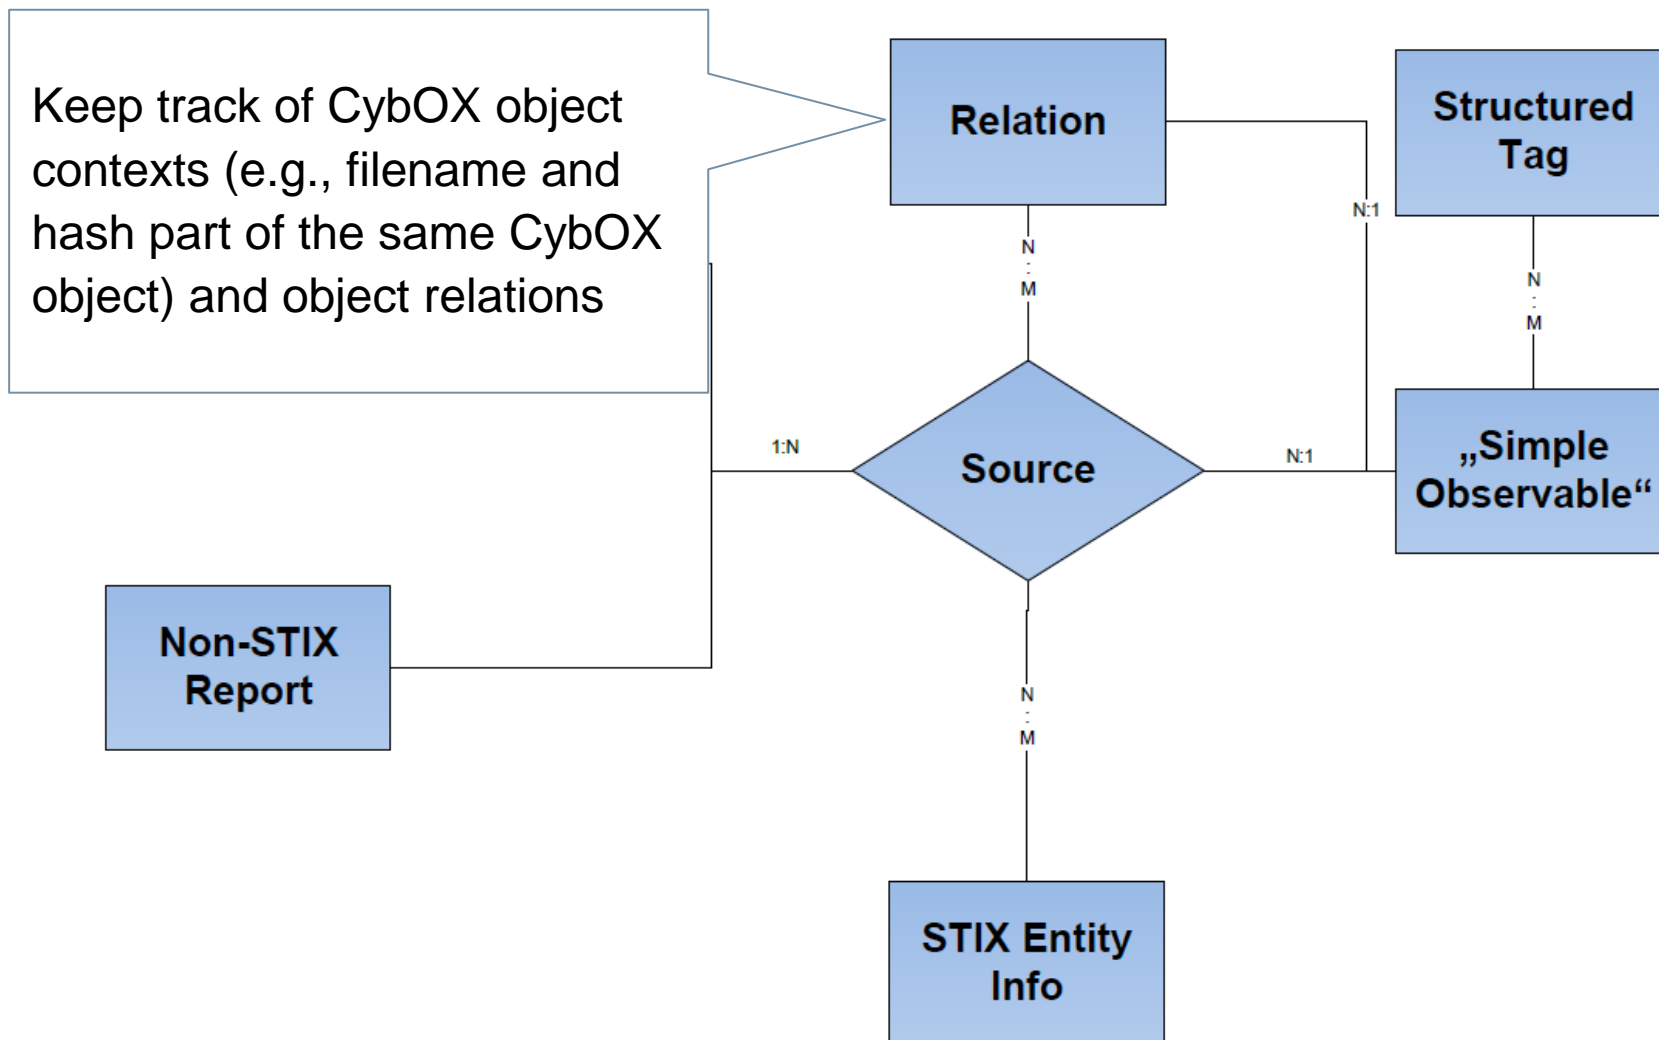 Keep track of CybOX object
contexts (e.g., filename and
hash part of the same CybOX
object) and object relations
Relation
Structured
Tag
N:1
N
:
M
N
:
M
1:N
Source
N:1
„Simple
Observable“
Non-STIX
Report
N
:
M
STIX Entity
Info